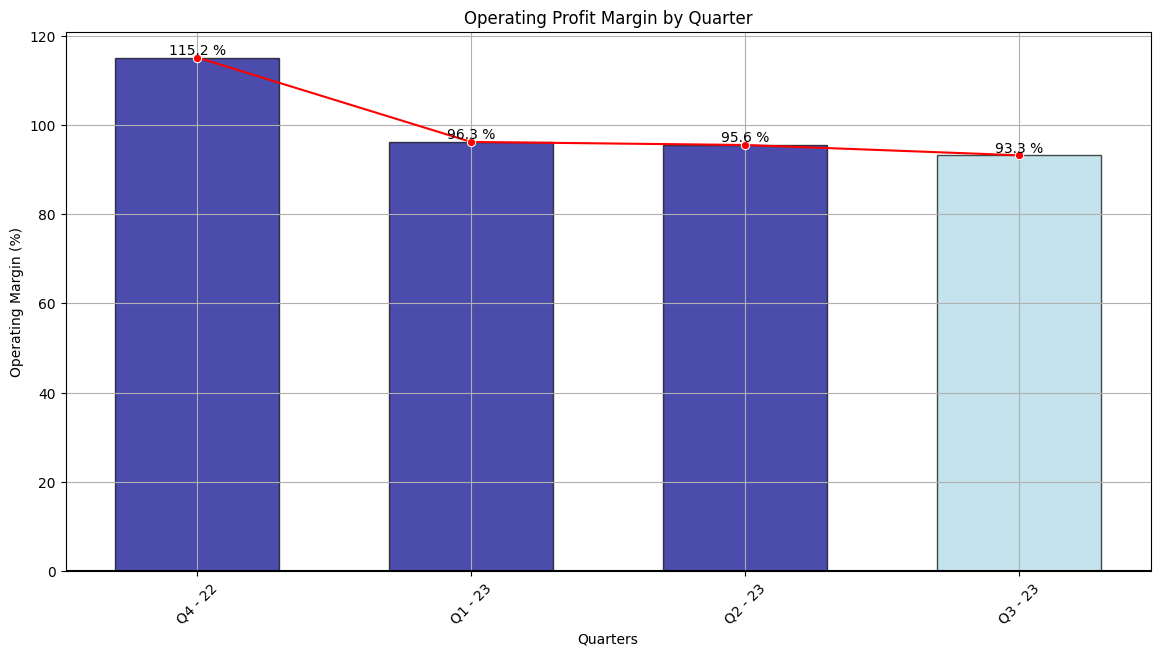 Operating Profit Margin by Quarter
Operating Margin (%)
120
100
80
60
40
20
0
115.2 %
96.3 %
95.6 %
93.3 %
Q4 - 22
Q1 - 23
Q2 - 23
Q3 - 23
Quarters